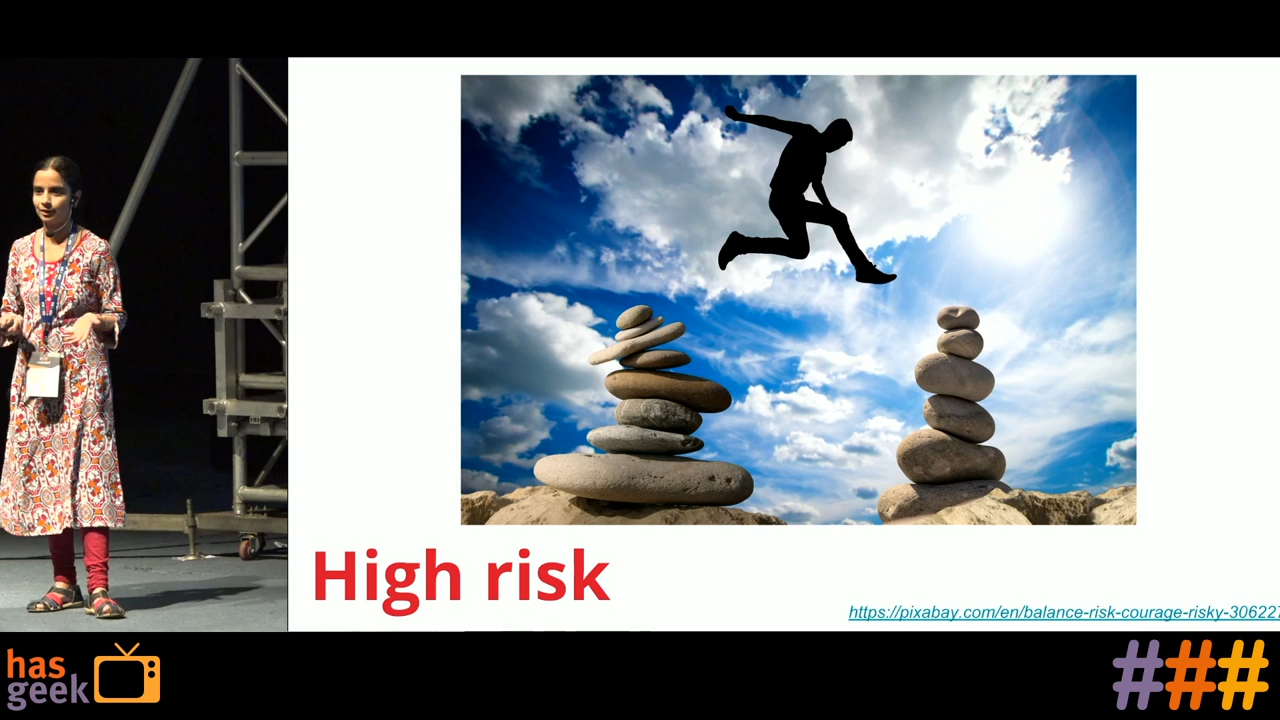 High risk
https://pixabay.com/en/balance-risk-courage-risky-306227
has
geek
###